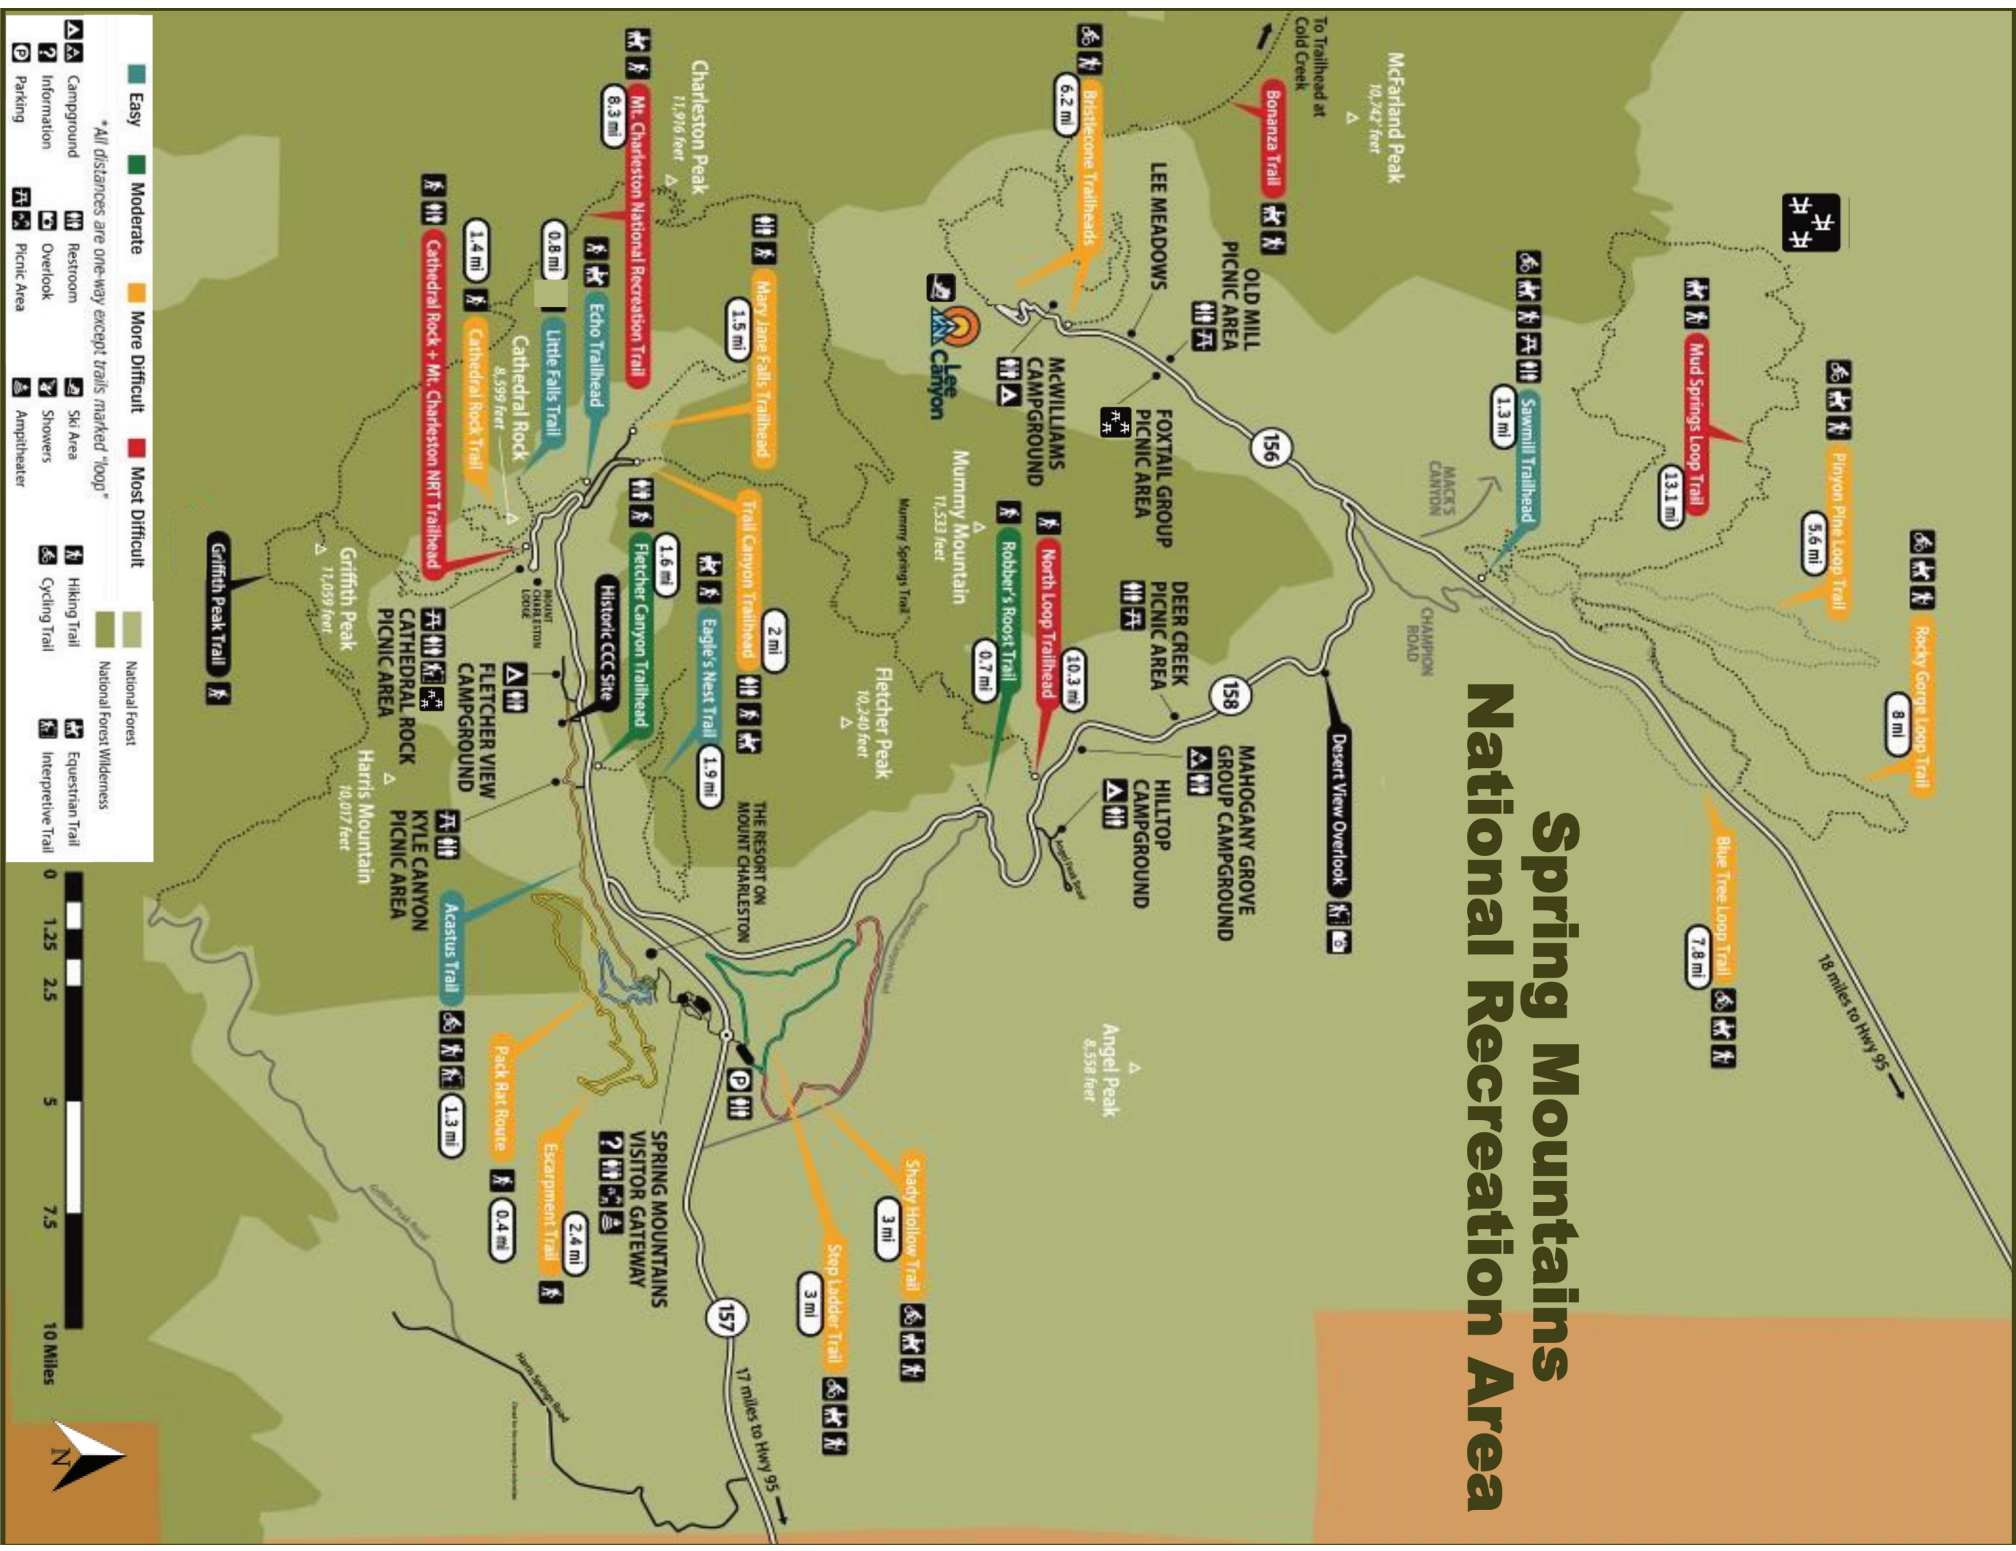 Spring Mountains
National Recreation Area
Rocky Gorge Loop Trail
8 mi
Pinyon Pine Loop Trail
5.6 mi
Mud Springs Loop Trail
13.1 mi
Blue Tree Loop Trail
7.8 mi
18 miles to Hwy 95
Sawmill Trailhead
1.3 mi
MACK'S
CANYON
CHAMPION
ROAD
McFarland Peak
10,742' feet
To Trailhead at
Cold Creek
Bonanza Trail
Bristlecone Trailheads
6.2 mi
LEE MEADOWS
OLD MILL
PICNIC AREA
156
FOXTAIL GROUP
PICNIC AREA
McWILLIAMS
CAMPGROUND
Lee
Canyon
Desert View Overlook
158
DEER CREEK
PICNIC AREA
MAHOGANY GROVE
GROUP CAMPGROUND
HILLTOP
CAMPGROUND
Angel Peak Road
North Loop Trailhead
10.3 mi
Robber's Roost Trail
0.7 mi
Mummy Mountain
11,533 feet
Mummy Springs Trail
Fletcher Peak
10,240 feet
Angel Peak
8,558 feet
Charleston Peak
11,916 feet
Mt. Charleston National Recreation Trail
8.3 mi
Mary Jane Falls Trailhead
1.5 mi
Trail Canyon Trailhead
2 mi
Eagle's Nest Trail
1.9 mi
Fletcher Canyon Trailhead
1.6 mi
Historic CCC Site
Echo Trailhead
Little Falls Trail
0.8 mi
Cathedral Rock
8,599 feet
Cathedral Rock Trail
1.4 mi
Cathedral Rock + Mt. Charleston NRT Trailhead
MOUNT
CHARLESTON
LODGE
FLETCHER VIEW
CAMPGROUND
CATHEDRAL ROCK
PICNIC AREA
KYLE CANYON
PICNIC AREA
THE RESORT ON
MOUNT CHARLESTON
Griffith Peak
11,059 feet
Griffith Peak Trail
Harris Mountain
10,017 feet
Acastus Trail
1.3 mi
Pack Rat Route
0.4 mi
Escarpment Trail
2.4 mi
SPRING MOUNTAINS
VISITOR GATEWAY
P
?
Shady Hollow Trail
3 mi
Step Ladder Trail
3 mi
157
17 miles to Hwy 95
Griffith Peak Road
Harris Springs Road
Easy
Moderate
More Difficult
Most Difficult
*All distances are one-way except trails marked "loop"
National Forest
National Forest Wilderness
Campground
Restroom
Ski Area
Hiking Trail
Equestrian Trail
? Information
Overlook
Showers
Cycling Trail
Interpretive Trail
P Parking
Picnic Area
Ampitheater
0 1.25 2.5 5 7.5 10 Miles
N